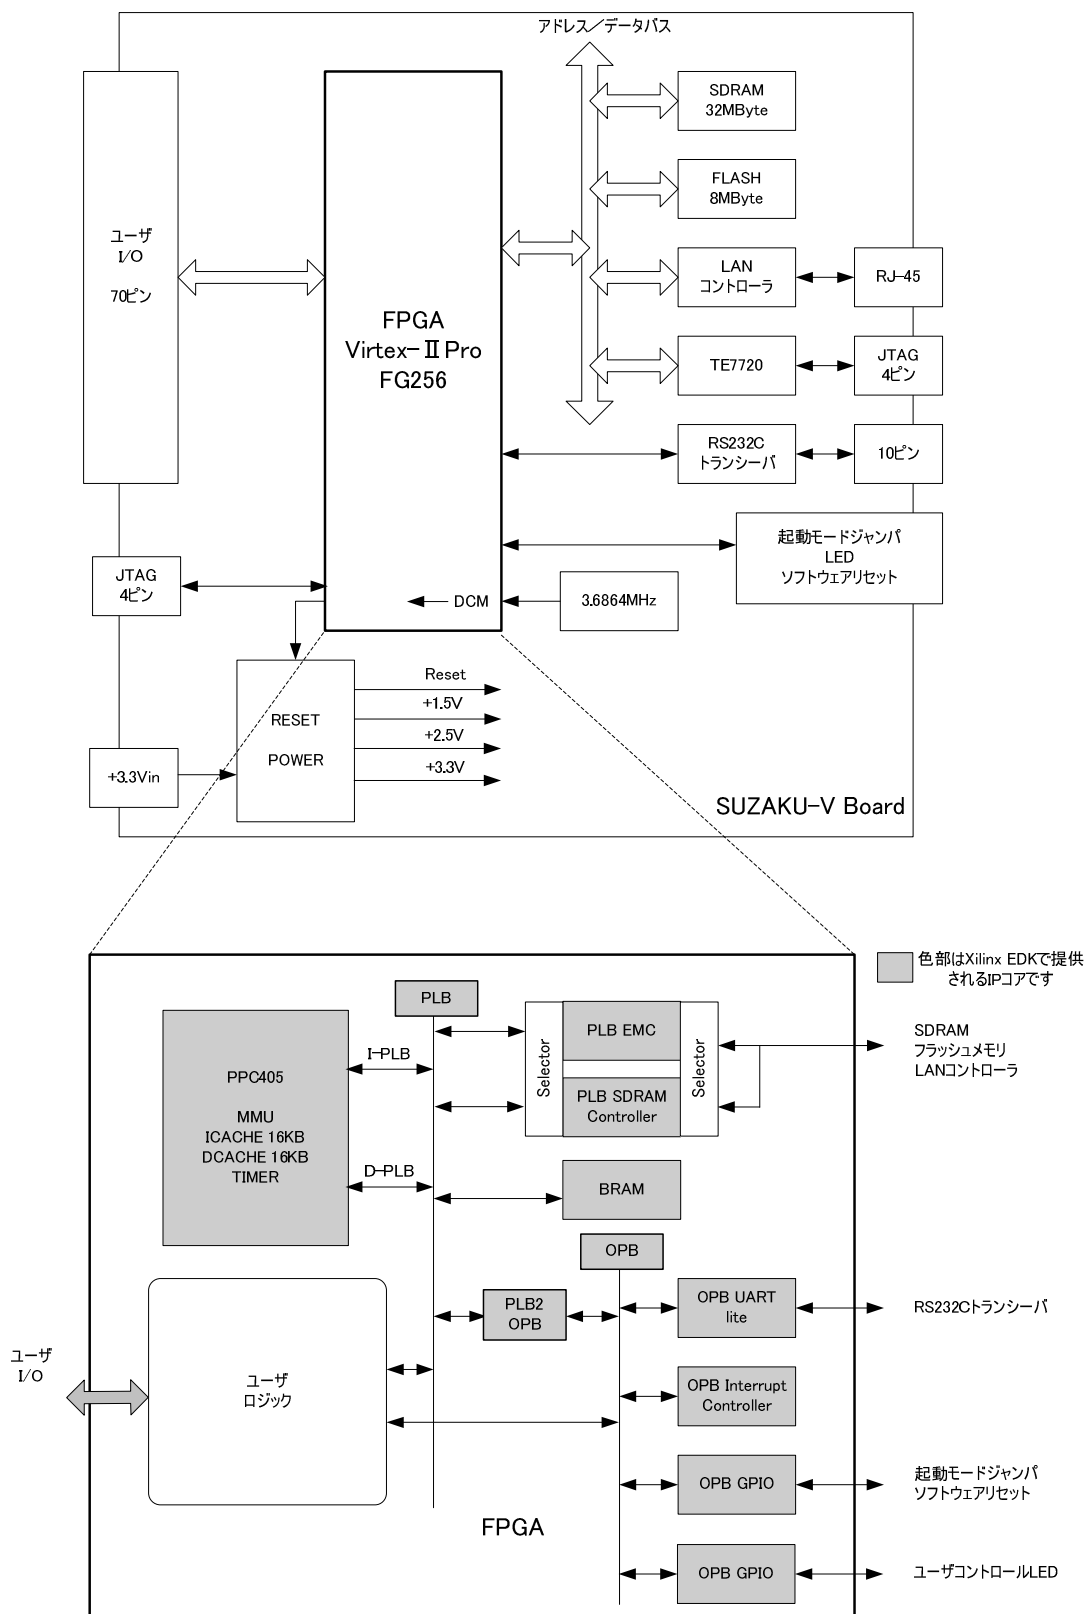 アドレス／データバス
SDRAM
32MByte
FLASH
8MByte
ユーザ
I/O
70ピン
LAN
コントローラ
RJ-45
FPGA
Virtex-Ⅱ Pro
FG256
TE7720
JTAG
4ピン
RS232C
トランシーバ
10ピン
起動モードジャンパ
LED
ソフトウェアリセット
JTAG
4ピン
DCM
3.6864MHz
Reset
+1.5V
+2.5V
+3.3V
RESET
POWER
+3.3Vin
SUZAKU-V Board
色部はXilinx EDKで提供
されるIPコアです
PLB
PLB EMC
Selector
Selector
PLB SDRAM
Controller
SDRAM
フラッシュメモリ
LANコントローラ
I-PLB
PPC405
MMU
ICACHE 16KB
DCACHE 16KB
TIMER
D-PLB
BRAM
OPB
PLB2
OPB
OPB UART
lite
RS232Cトランシーバ
ユーザ
I/O
ユーザ
ロジック
OPB Interrupt
Controller
OPB GPIO
起動モードジャンパ
ソフトウェアリセット
FPGA
OPB GPIO
ユーザコントロールLED